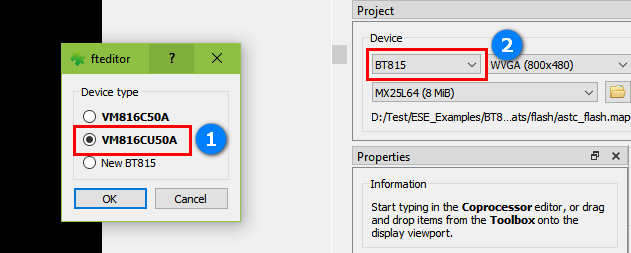 fteditor
?
Device type
VM816C50A
VM816CU50A
1
New BT815
OK
Cancel
Project
Device
2
BT815
WVGA (800x480)
MX25L64 (8 MiB)
D:/Test/ESE_Examples/BT8...ats/flash/astc_flash.map
Properties
Information
Start typing in the Coprocessor editor, or drag
and drop items from the Toolbox onto the
display viewport.